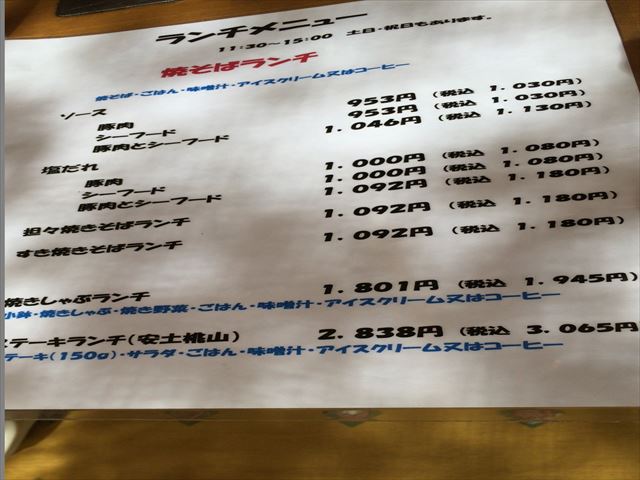 ランチメニュー
11:30~15:00 土日・祝日もあります。
焼そばランチ
焼そば・ごはん・味噌汁・アイスクリーム又はコーヒー
ソース
豚肉 953円 (税込 1.030円)
シーフード 953円 (税込 1.030円)
豚肉とシーフード 1.046円 (税込 1.130円)
塩だれ
豚肉 1.000円 (税込 1.080円)
シーフード 1.000円 (税込 1.080円)
豚肉とシーフード 1.092円 (税込 1.180円)
担々焼きそばランチ 1.092円 (税込 1.180円)
すき焼きそばランチ 1.092円 (税込 1.180円)
焼きしゃぶランチ 1.801円 (税込 1.945円)
小鉢・焼きしゃぶ・焼き野菜・ごはん・味噌汁・アイスクリーム又はコーヒー
ステーキランチ(安土桃山) 2.838円 (税込 3.065円)
テーキ(150g)・サラダ・ごはん・味噌汁・アイスクリーム又はコーヒー